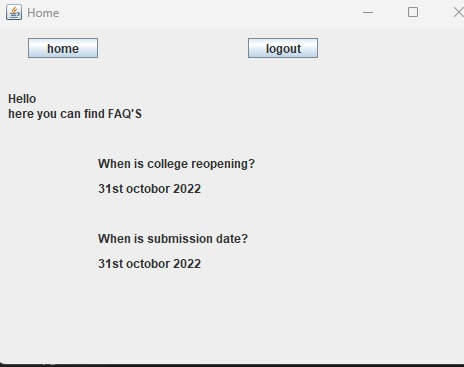 Home
home
logout
Hello
here you can find FAQ'S
When is college reopening?
31st octobor 2022
When is submission date?
31st octobor 2022